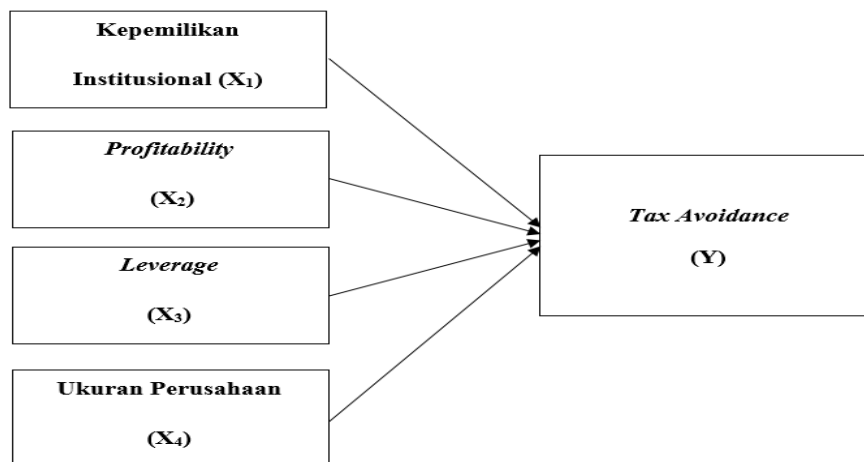 Kepemilikan
Institusional (X₁)
Profitability
(X₂)
Leverage
(X₃)
Ukuran Perusahaan
(X₄)
Tax Avoidance
(Y)